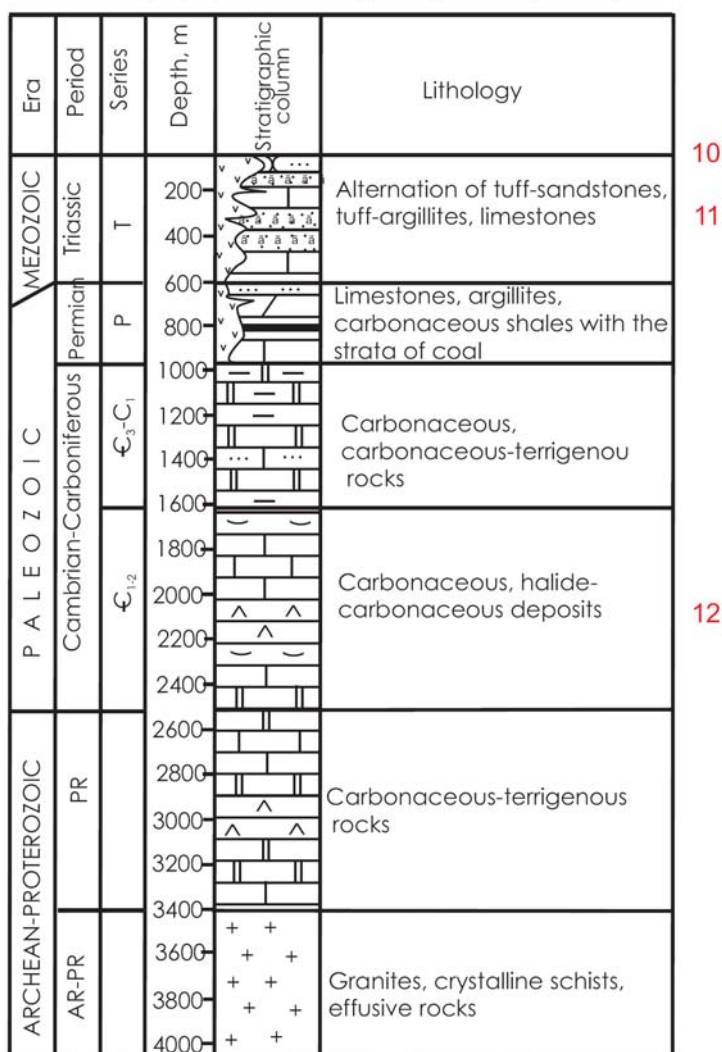 Era
Period
Series
Depth, m
Stratigraphic
column
Lithology
MEZOZOIC
Triassic
T
200
400
600
Alternation of tuff-sandstones,
tuff-argillites, limestones
10
11
PALEOZOIC
Permian
P
800
Limestones, argillites,
carbonaceous shales with the
strata of coal
Cambrian-Carboniferous
Є₃-C₁
1000
1200
1400
1600
Carbonaceous,
carbonaceous-terrigenou
rocks
Є₁₋₂
1800
2000
2200
2400
Carbonaceous, halide-
carbonaceous deposits
12
ARCHEAN-PROTEROZOIC
PR
2600
2800
3000
3200
3400
Carbonaceous-terrigenous
rocks
AR-PR
3600
3800
4000
Granites, crystalline schists,
effusive rocks